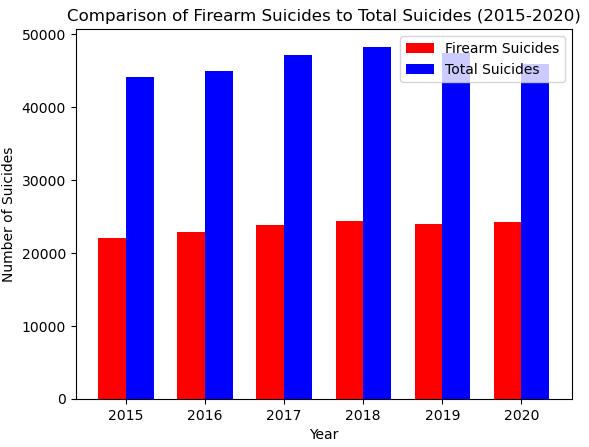 Comparison of Firearm Suicides to Total Suicides (2015-2020)
Firearm Suicides
Total Suicides
50000
40000
30000
20000
10000
0
Number of Suicides
2015 2016 2017 2018 2019 2020
Year